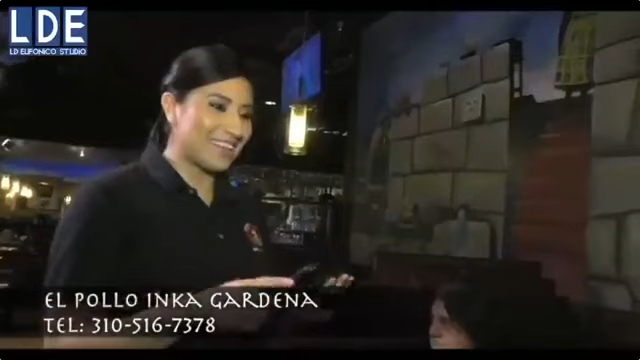 LDE
LD EUFONICO STUDIO
EL POLLO INKA GARDENA
TEL: 310-516-7378